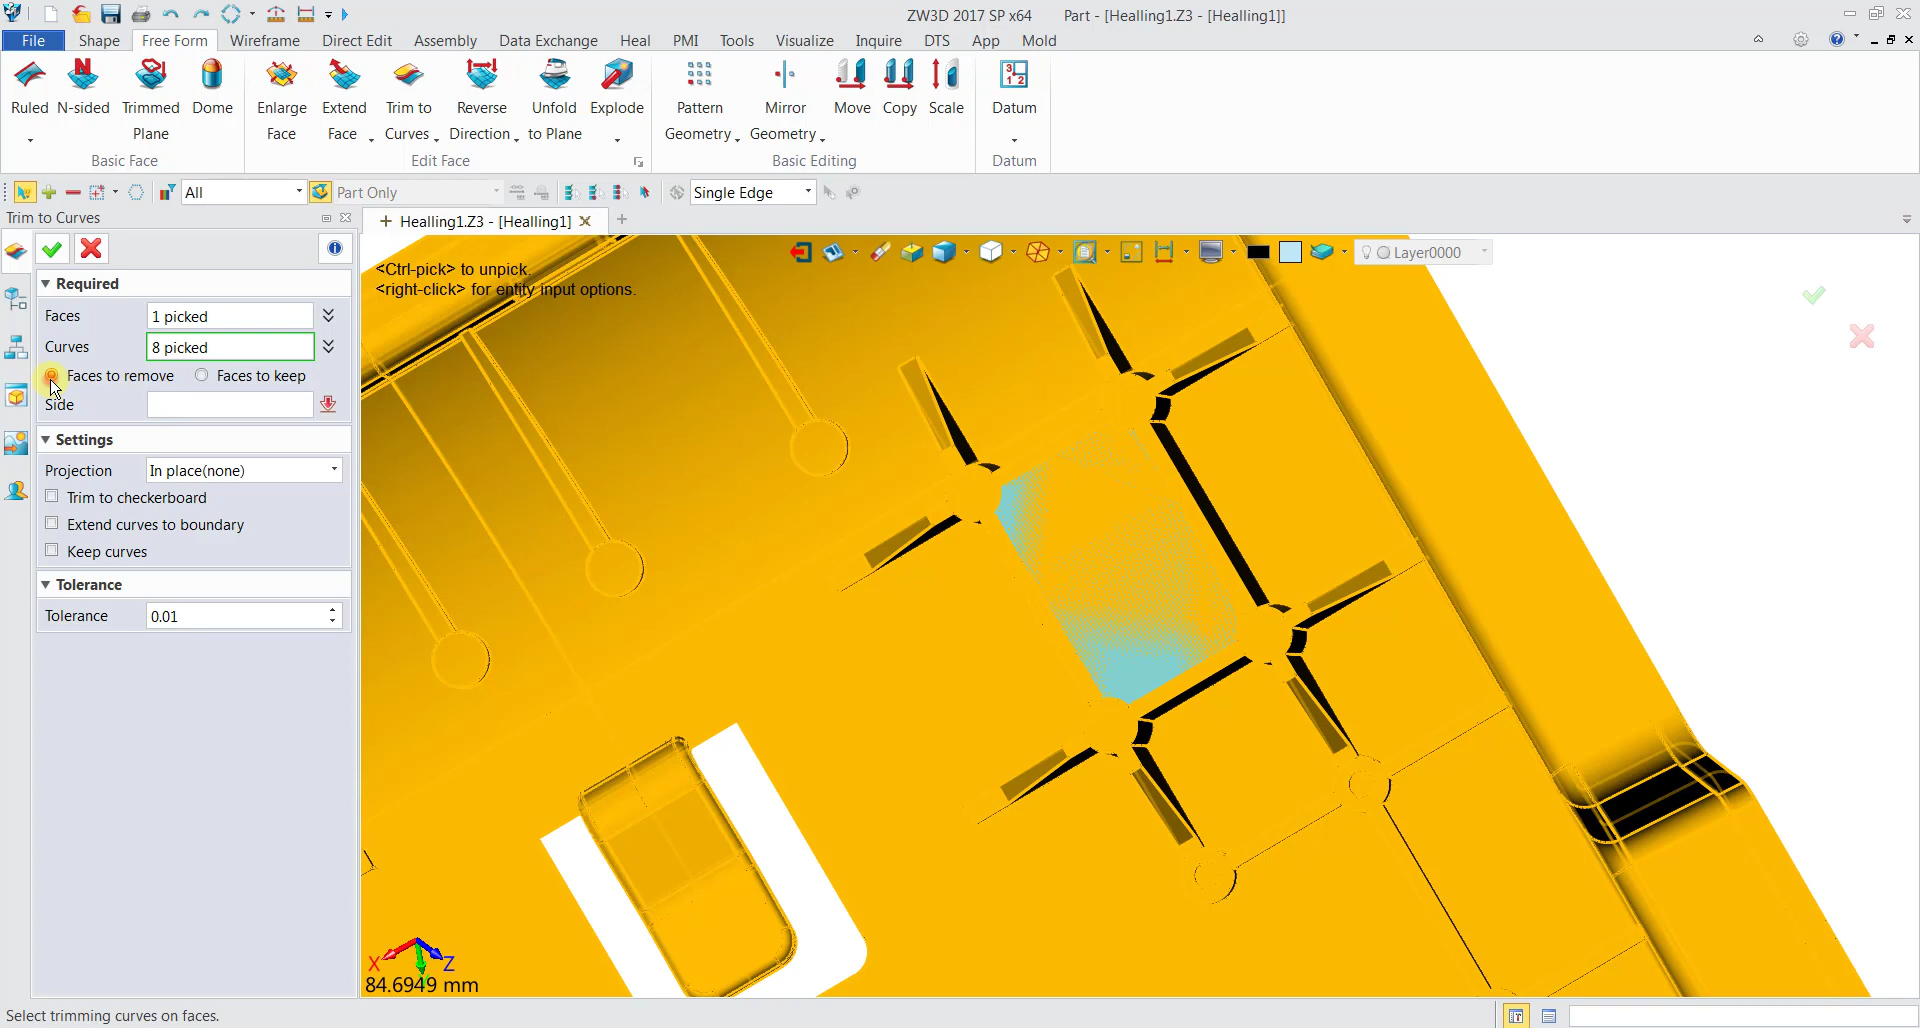 ZW3D 2017 SP x64 Part - [Healling1.Z3 - [Healling1]]
File Shape Free Form Wireframe Direct Edit Assembly Data Exchange Heal PMI Tools Visualize Inquire DTS App Mold
Ruled N-sided Trimmed Plane Dome Enlarge Face Extend Face Trim to Curves Reverse Direction Unfold to Plane Explode Pattern Geometry Mirror Geometry Move Copy Scale Datum
Basic Face Edit Face Basic Editing Datum
All Part Only Single Edge
Trim to Curves
Healling1.Z3 - [Healling1]
<Ctrl-pick> to unpick.
<right-click> for entity input options.
Layer0000
Required
Faces 1 picked
Curves 8 picked
Faces to remove Faces to keep
Side
Settings
Projection In place(none)
Trim to checkerboard
Extend curves to boundary
Keep curves
Tolerance
Tolerance 0.01
X Z
84.6949 mm
Select trimming curves on faces.